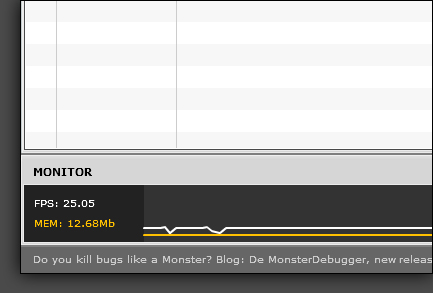 MONITOR
FPS: 25.05
MEM: 12.68Mb
Do you kill bugs like a Monster? Blog: De MonsterDebugger, new releas